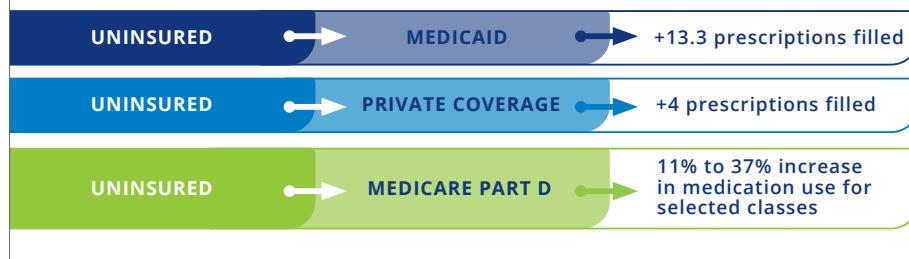 UNINSURED MEDICAID +13.3 prescriptions filled
UNINSURED PRIVATE COVERAGE +4 prescriptions filled
UNINSURED MEDICARE PART D 11% to 37% increase
in medication use for
selected classes